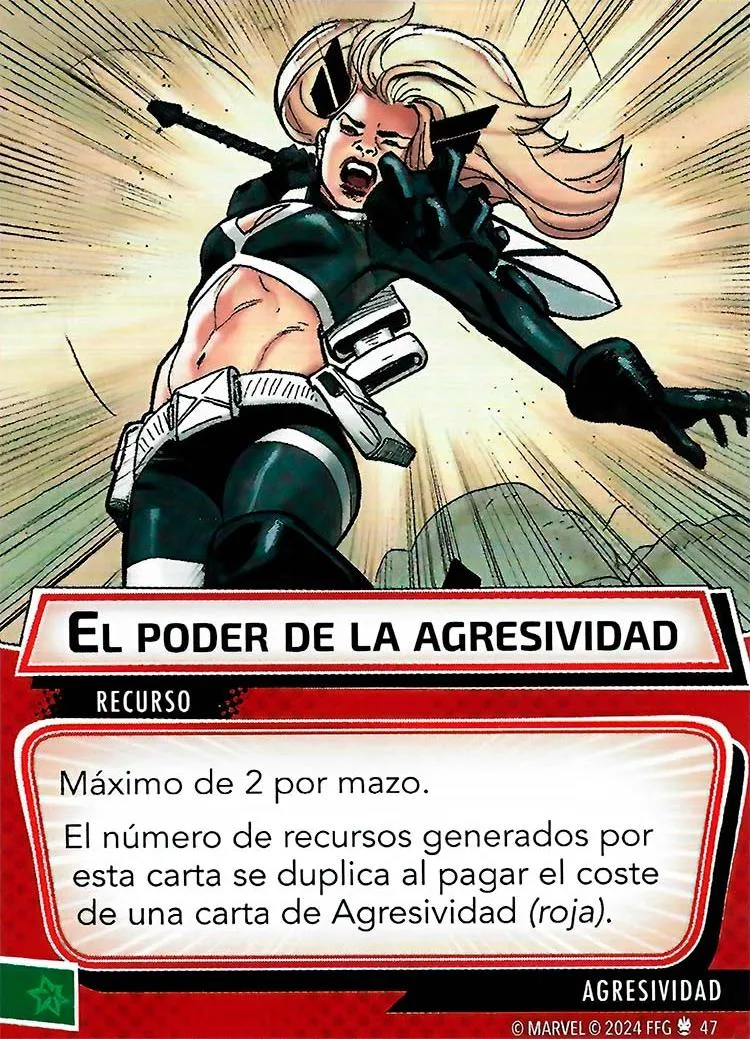 EL PODER DE LA AGRESIVIDAD
RECURSO
Máximo de 2 por mazo.
El número de recursos generados por
esta carta se duplica al pagar el coste
de una carta de Agresividad (roja).
AGRESIVIDAD
© MARVEL © 2024 FFG 47